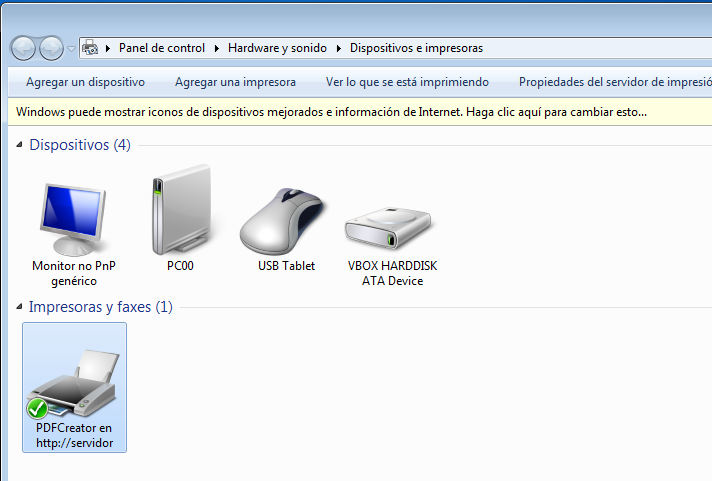 Panel de control Hardware y sonido Dispositivos e impresoras
Agregar un dispositivo Agregar una impresora Ver lo que se está imprimiendo Propiedades del servidor de impresió
Windows puede mostrar iconos de dispositivos mejorados e información de Internet. Haga clic aquí para cambiar esto...
Dispositivos (4)
Monitor no PnP
genérico
PC00
USB Tablet
VBOX HARDDISK
ATA Device
Impresoras y faxes (1)
PDFCreator en
http://servidor